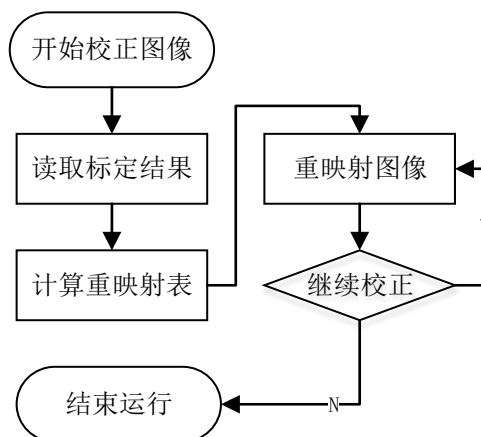 开始校正图像
读取标定结果
计算重映射表
重映射图像
继续校正
N
结束运行